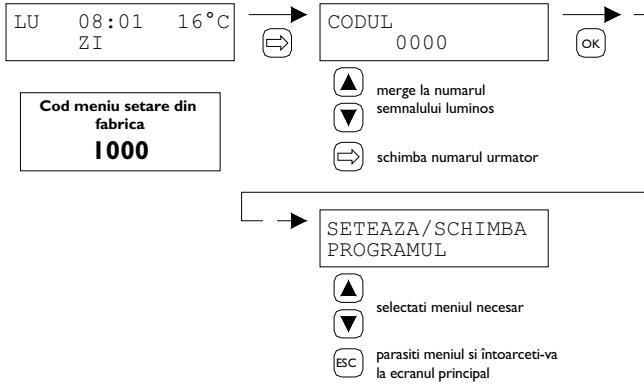 LU 08:01 16°C
ZI
CODUL
0000
OK
Cod meniu setare din
fabrica
1000
merge la numarul
semnalului luminos
schimba numarul urmator
SETEAZA/SCHIMBA
PROGRAMUL
selectati meniul necesar
ESC
parasiti meniul si întoarceti-va
la ecranul principal